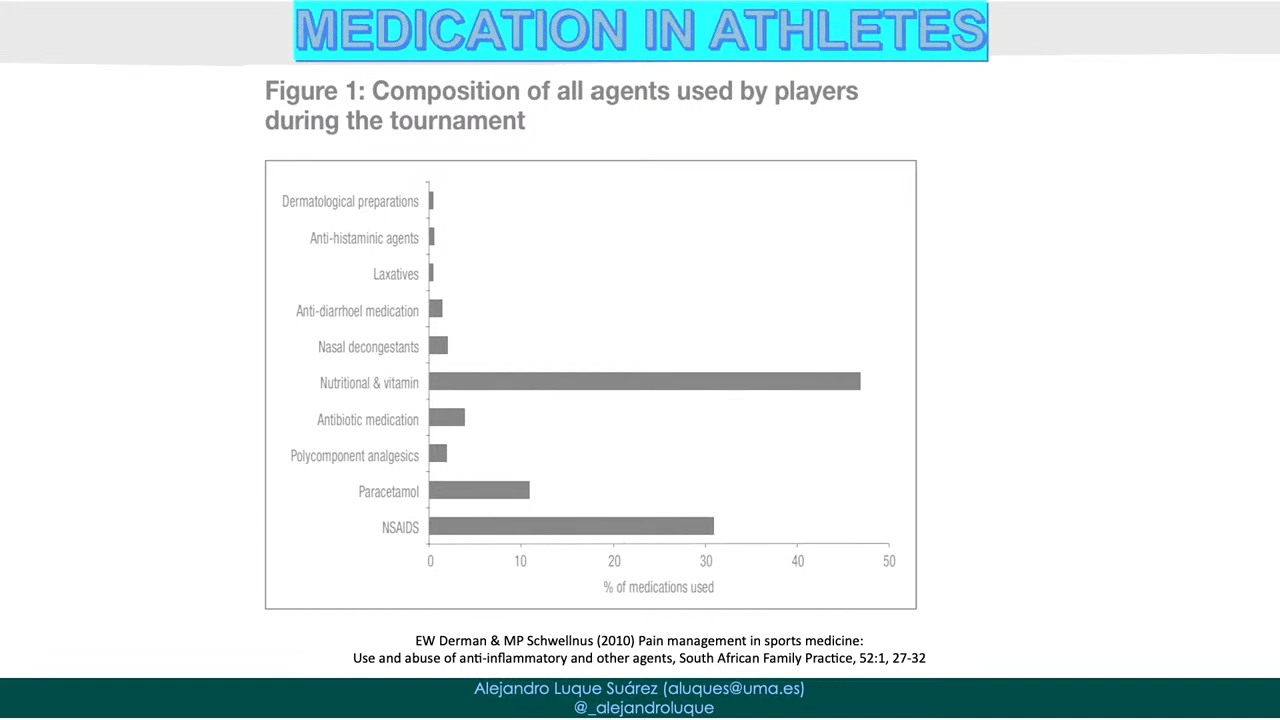 MEDICATION IN ATHLETES
Figure 1: Composition of all agents used by players
during the tournament
Dermatological preparations
Anti-histaminic agents
Laxatives
Anti-diarrhoel medication
Nasal decongestants
Nutritional & vitamin
Antibiotic medication
Polycomponent analgesics
Paracetamol
NSAIDS
0 10 20 30 40 50
% of medications used
EW Derman & MP Schwellnus (2010) Pain management in sports medicine:
Use and abuse of anti-inflammatory and other agents, South African Family Practice, 52:1, 27-32
Alejandro Luque Suárez (aluques@uma.es)
@_alejandroluque